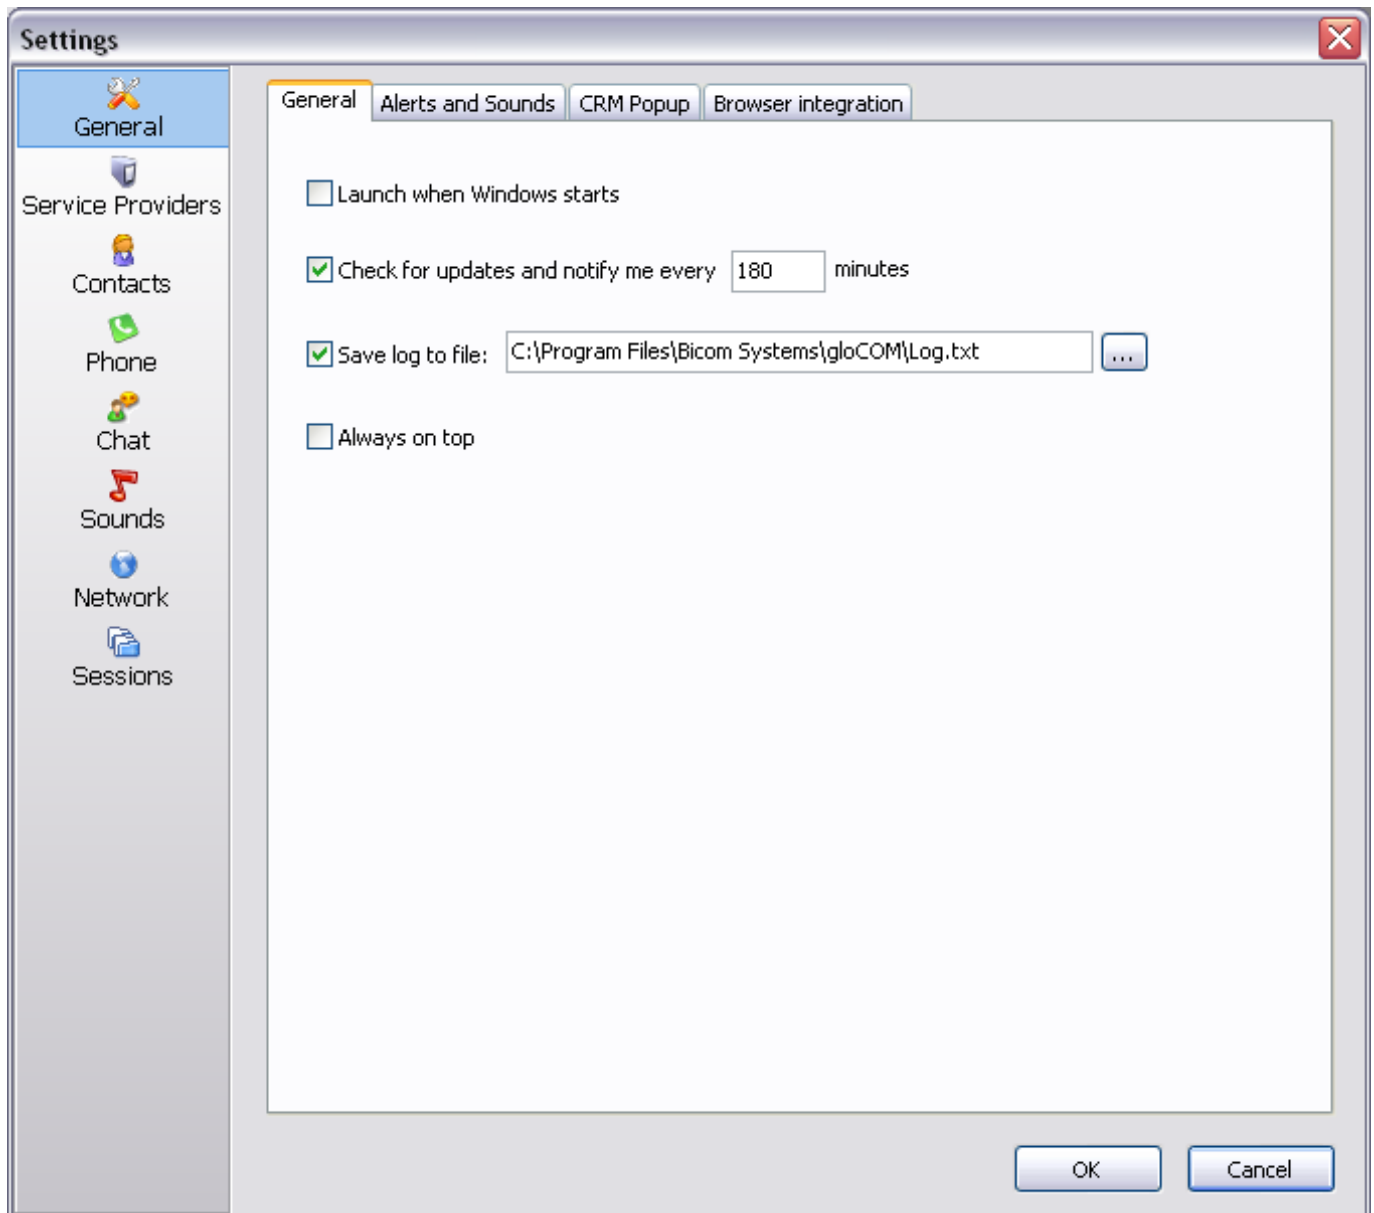 Settings
General
Service Providers
Contacts
Phone
Chat
Sounds
Network
Sessions
General Alerts and Sounds CRM Popup Browser integration
Launch when Windows starts
Check for updates and notify me every 180 minutes
Save log to file: C:\Program Files\Bicom Systems\gloCOM\Log.txt ...
Always on top
OK Cancel